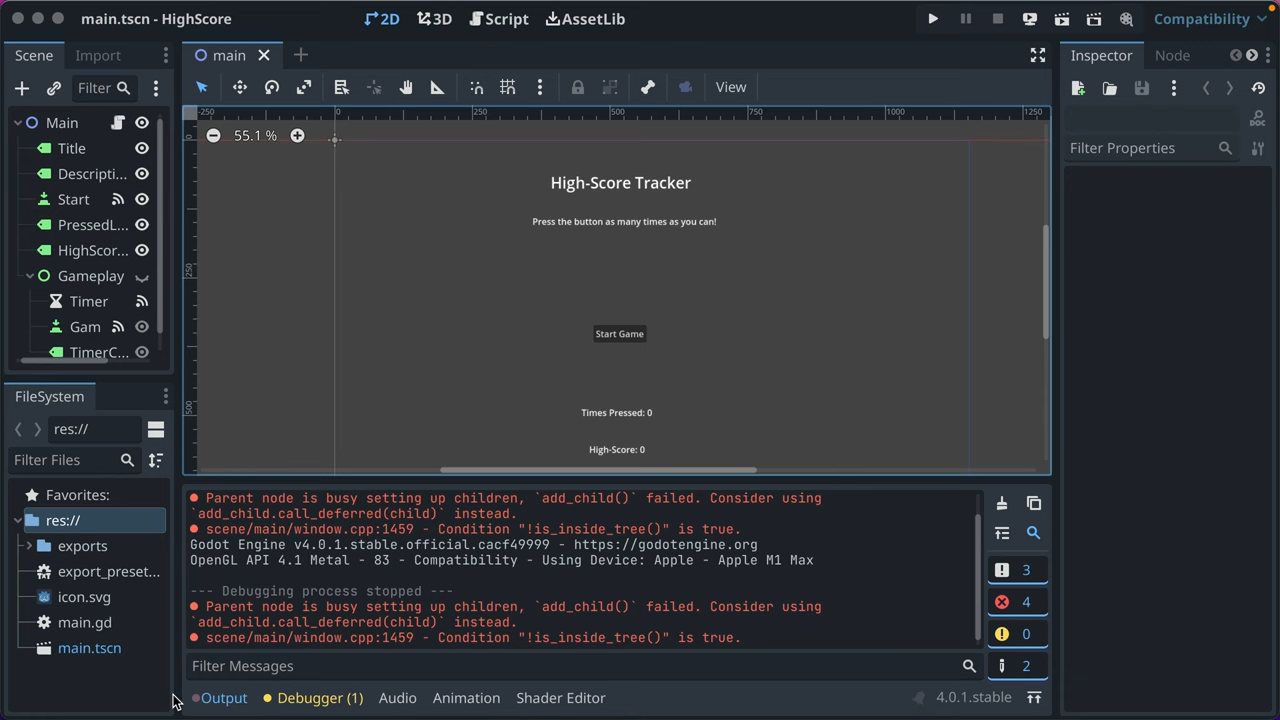 main.tscn - HighScore
2D
3D
Script
AssetLib
Compatibility
Scene
Import
Filter
Main
Title
Descripti...
Start
PressedL...
HighScor...
Gameplay
Timer
Gam
TimerC...
FileSystem
res://
Filter Files
Favorites:
res://
exports
export_preset...
icon.svg
main.gd
main.tscn
main
View
-250
0
250
500
750
1000
1250
0
250
500
55.1 %
High-Score Tracker
Press the button as many times as you can!
Start Game
Times Pressed: 0
High-Score: 0
Parent node is busy setting up children, `add_child()` failed. Consider using
`add_child.call_deferred(child)` instead.
scene/main/window.cpp:1459 - Condition "!is_inside_tree()" is true.
Godot Engine v4.0.1.stable.official.cacf49999 - https://godotengine.org
OpenGL API 4.1 Metal - 83 - Compatibility - Using Device: Apple - Apple M1 Max
--- Debugging process stopped ---
Parent node is busy setting up children, `add_child()` failed. Consider using
`add_child.call_deferred(child)` instead.
scene/main/window.cpp:1459 - Condition "!is_inside_tree()" is true.
3
4
0
2
Filter Messages
Output
Debugger (1)
Audio
Animation
Shader Editor
4.0.1.stable
Inspector
Node
DOC
Filter Properties